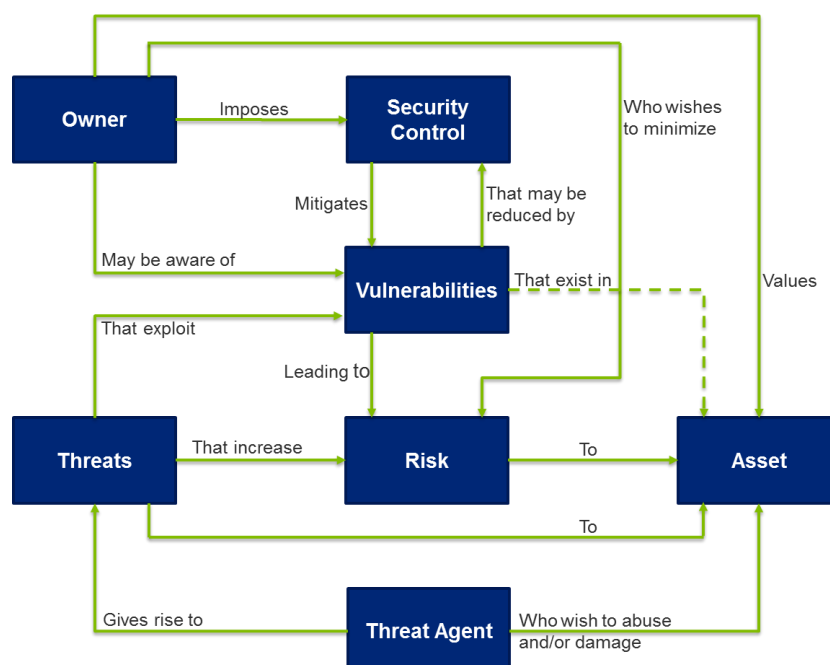 Owner
Imposes
Security
Control
Who wishes
to minimize
Mitigates
That may be
reduced by
May be aware of
Vulnerabilities
That exist in
Values
That exploit
Leading to
Threats
That increase
Risk
To
Asset
To
Gives rise to
Threat Agent
Who wish to abuse
and/or damage